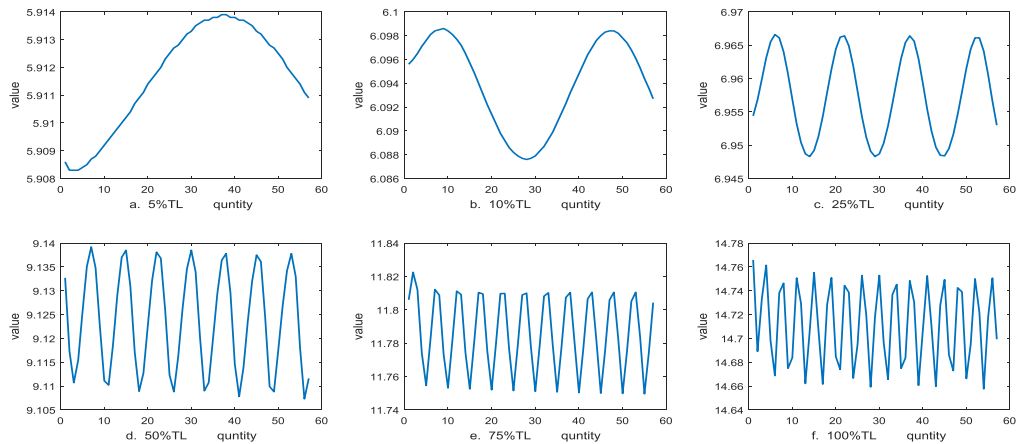 5.914
5.913
5.912
5.911
5.91
5.909
5.908
value
0 10 20 30 40 50 60
a. 5%TL quntity
6.1
6.098
6.096
6.094
6.092
6.09
6.088
6.086
value
0 10 20 30 40 50 60
b. 10%TL quntity
6.97
6.965
6.96
6.955
6.95
6.945
value
0 10 20 30 40 50 60
c. 25%TL quntity
9.14
9.135
9.13
9.125
9.12
9.115
9.11
9.105
value
0 10 20 30 40 50 60
d. 50%TL quntity
11.84
11.82
11.8
11.78
11.76
11.74
value
0 10 20 30 40 50 60
e. 75%TL quntity
14.78
14.76
14.74
14.72
14.7
14.68
14.66
14.64
value
0 10 20 30 40 50 60
f. 100%TL quntity